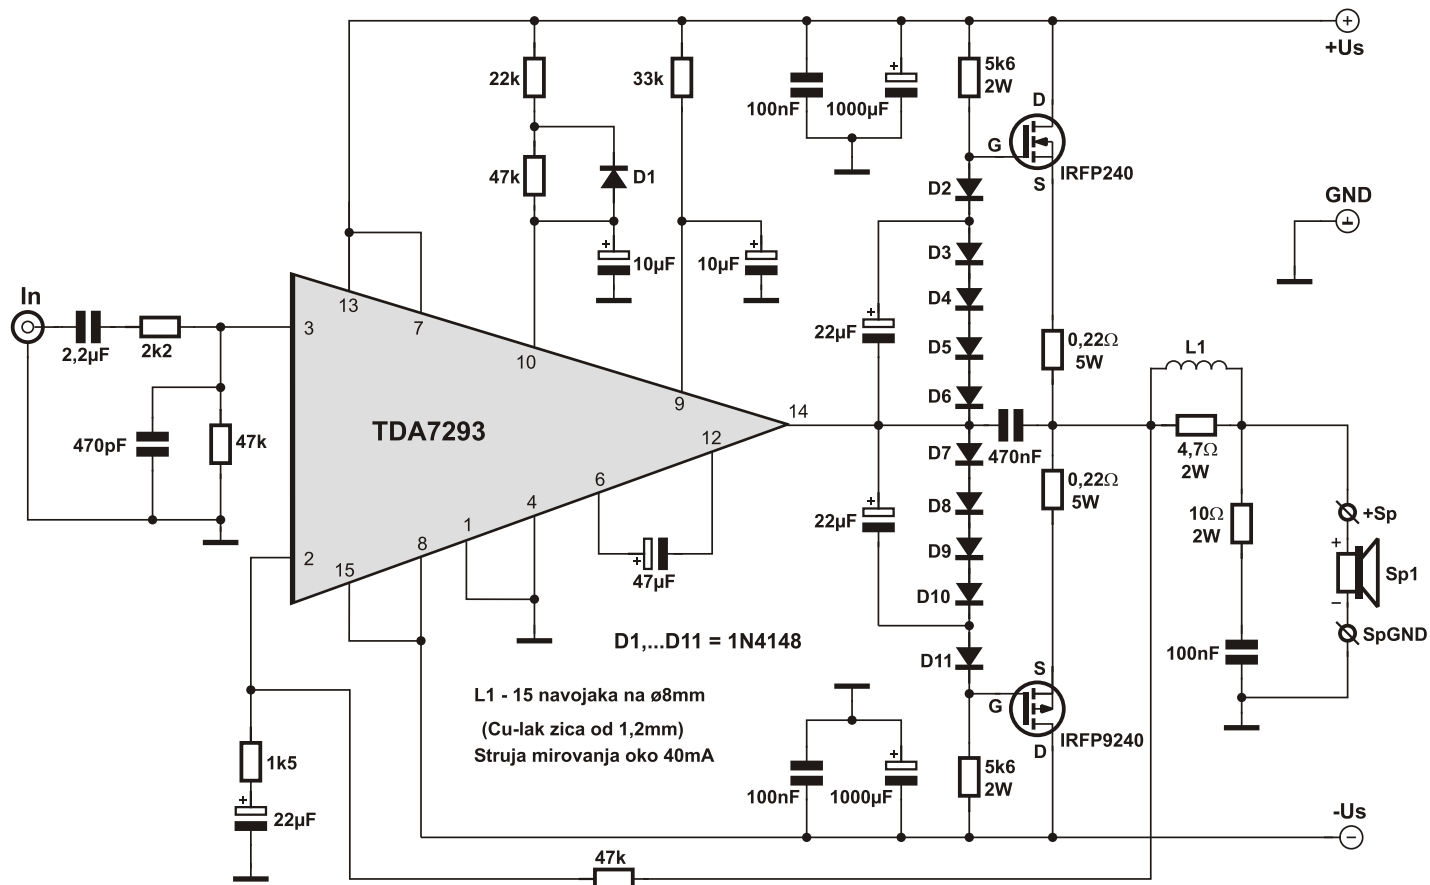 +Us
22k
33k
100nF
1000µF
5k6
2W
D
G
S
IRFP240
47k
D1
D2
GND
10µF
10µF
D3
D4
D5
D6
22µF
In
2,2µF
2k2
3
13
7
10
9
14
0,22Ω
5W
L1
470pF
47k
TDA7293
12
6
4
1
8
15
2
47µF
470nF
4,7Ω
2W
0,22Ω
5W
D7
D8
D9
D10
D11
22µF
10Ω
2W
+Sp
+
Sp1
−
SpGND
100nF
D1,...D11 = 1N4148
L1 - 15 navojaka na ø8mm
(Cu-lak zica od 1,2mm)
Struja mirovanja oko 40mA
S
G
D
IRFP9240
1k5
22µF
100nF
1000µF
5k6
2W
-Us
47k